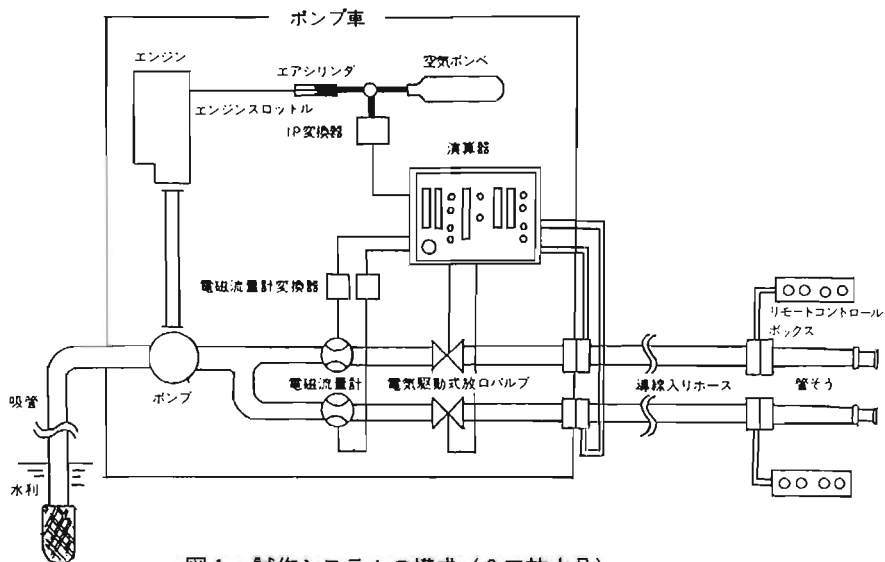 ポンプ車
エンジン
エアシリンダ
空気ボンベ
エンジンスロットル
IP変換器
演算器
電磁流量計変換器
リモートコントロール
ボックス
電磁流量計
電気駆動式放口バルブ
導線入りホース
管そう
ポンプ
吸管
水利